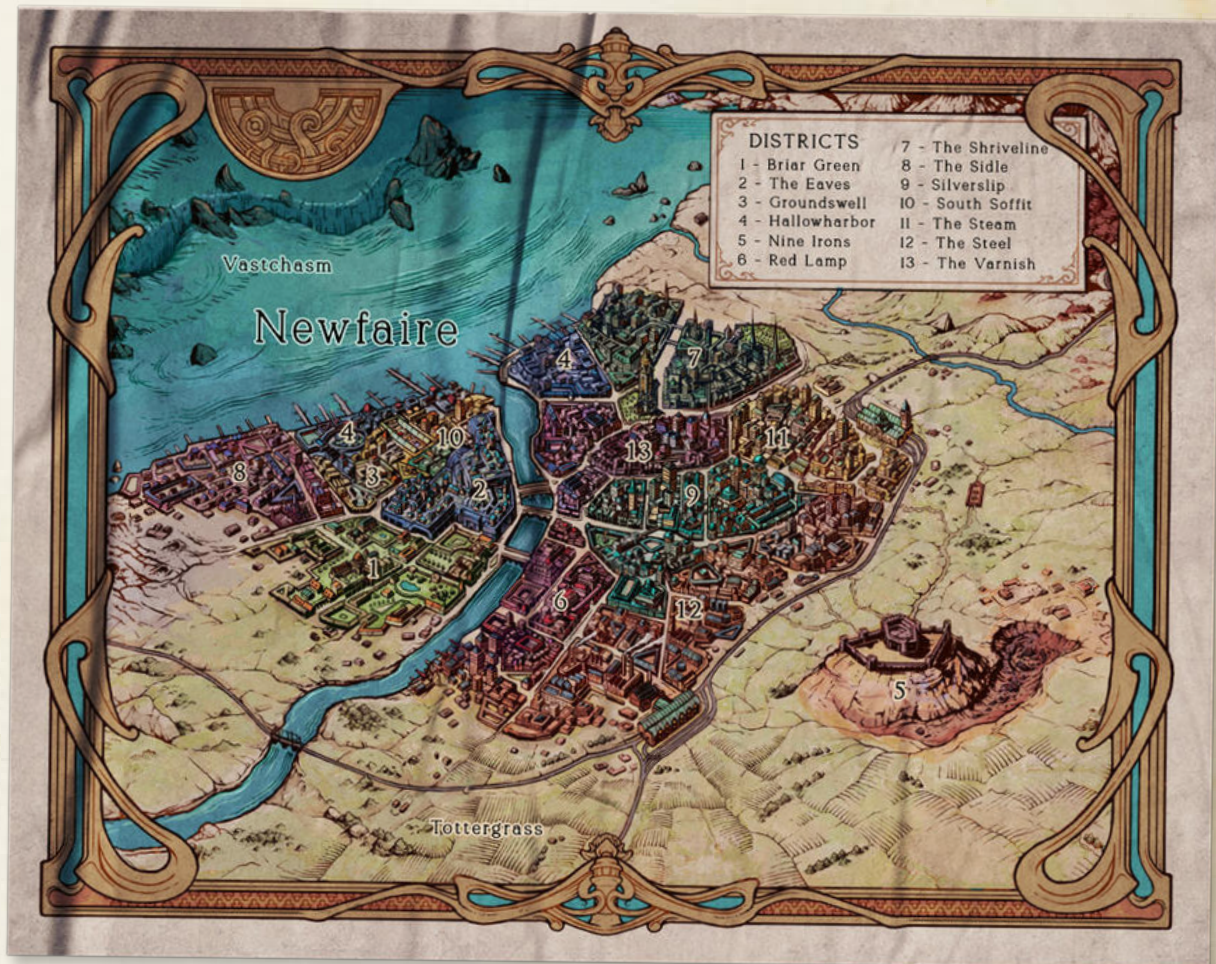 DISTRICTS
1 - Briar Green
2 - The Eaves
3 - Groundswell
4 - Hallowharbor
5 - Nine Irons
6 - Red Lamp
7 - The Shriveline
8 - The Sidle
9 - Silverslip
10 - South Soffit
11 - The Steam
12 - The Steel
13 - The Varnish
Vastchasm
Newfaire
4
7
4
10
13
11
8
3
2
9
1
6
12
5
Tottergrass